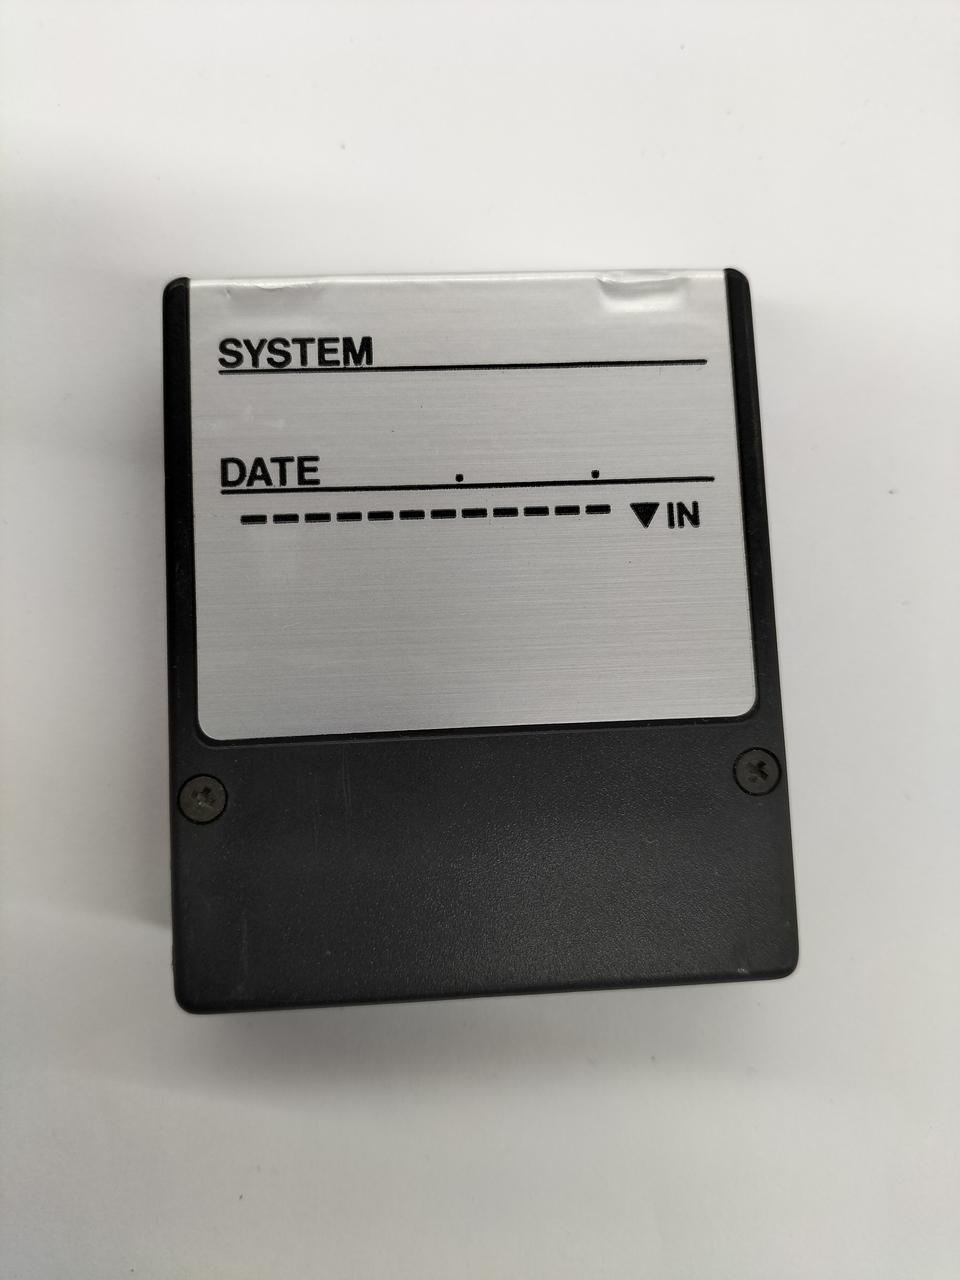 SYSTEM
DATE . .
▼ IN